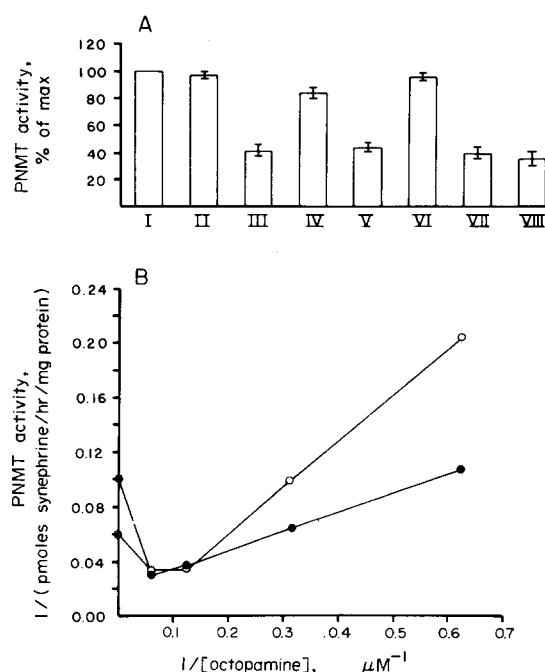 A
PNMT activity,
% of max
120
100
80
60
40
20
I
II
III
IV
V
VI
VII
VIII
B
PNMT activity,
1/(pmoles synephrine/hr/mg protein)
0.24
0.20
0.16
0.12
0.08
0.04
0.00
0.1
0.2
0.3
0.4
0.5
0.6
0.7
1/[octopamine], μM⁻¹